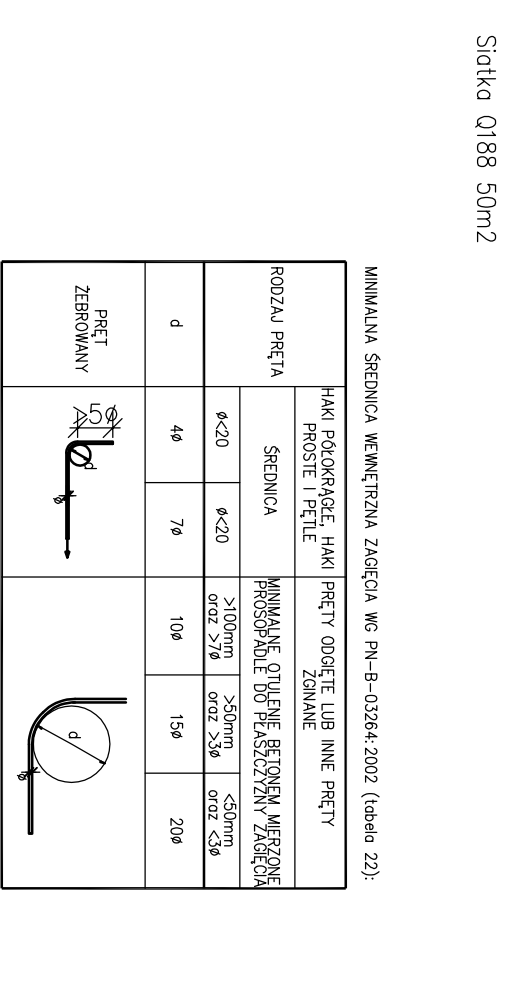 Siatka Q188 50m2
MINIMALNA ŚREDNICA WEWNĘTRZNA ZAGIĘCIA WG PN-B-03264:2002 (tabela 22):
RODZAJ PRĘTA
HAKI PÓŁOKRĄGŁE, HAKI
PROSTE I PĘTLE
PRĘTY ODGIĘTE LUB INNE PRĘTY
ZGINANE
ŚREDNICA
MINIMALNE OTULENIE BETONEM MIERZONE
PROSOPADLE DO PŁASZCZYZNY ZAGIĘCIA
ø<20
ø<20
>100mm
oraz >7ø
>50mm
oraz >3ø
<50mm
oraz <3ø
d
4ø
7ø
10ø
15ø
20ø
PRĘT
ŻEBROWANY
>5ø
d
ø
d
ø